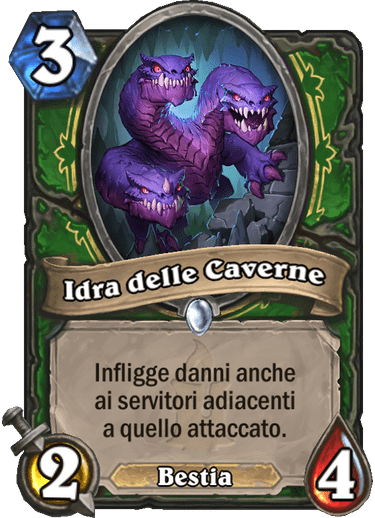 3
Idra delle Caverne
Infligge danni anche
ai servitori adiacenti
a quello attaccato.
2
Bestia
4